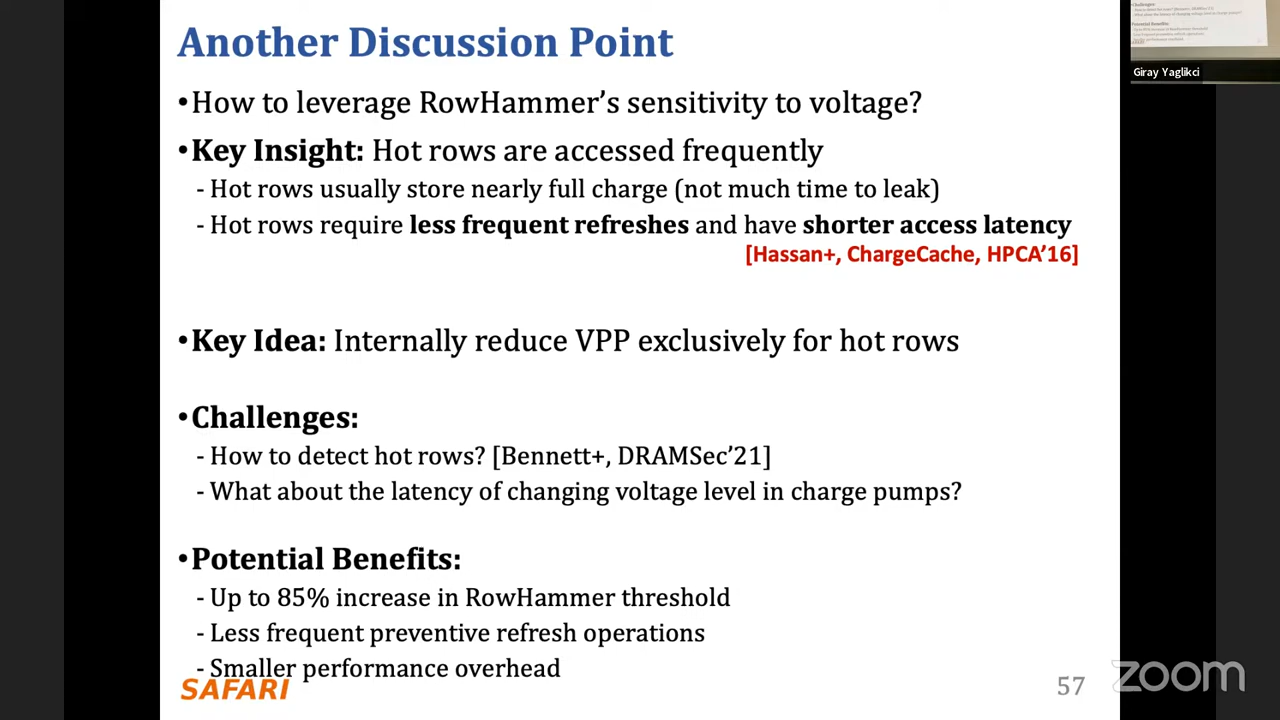 Another Discussion Point
•How to leverage RowHammer’s sensitivity to voltage?
•Key Insight: Hot rows are accessed frequently
- Hot rows usually store nearly full charge (not much time to leak)
- Hot rows require less frequent refreshes and have shorter access latency
[Hassan+, ChargeCache, HPCA’16]
•Key Idea: Internally reduce VPP exclusively for hot rows
•Challenges:
- How to detect hot rows? [Bennett+, DRAMSec’21]
- What about the latency of changing voltage level in charge pumps?
•Potential Benefits:
- Up to 85% increase in RowHammer threshold
- Less frequent preventive refresh operations
- Smaller performance overhead
SAFARI
57
zoom
Giray Yaglikci